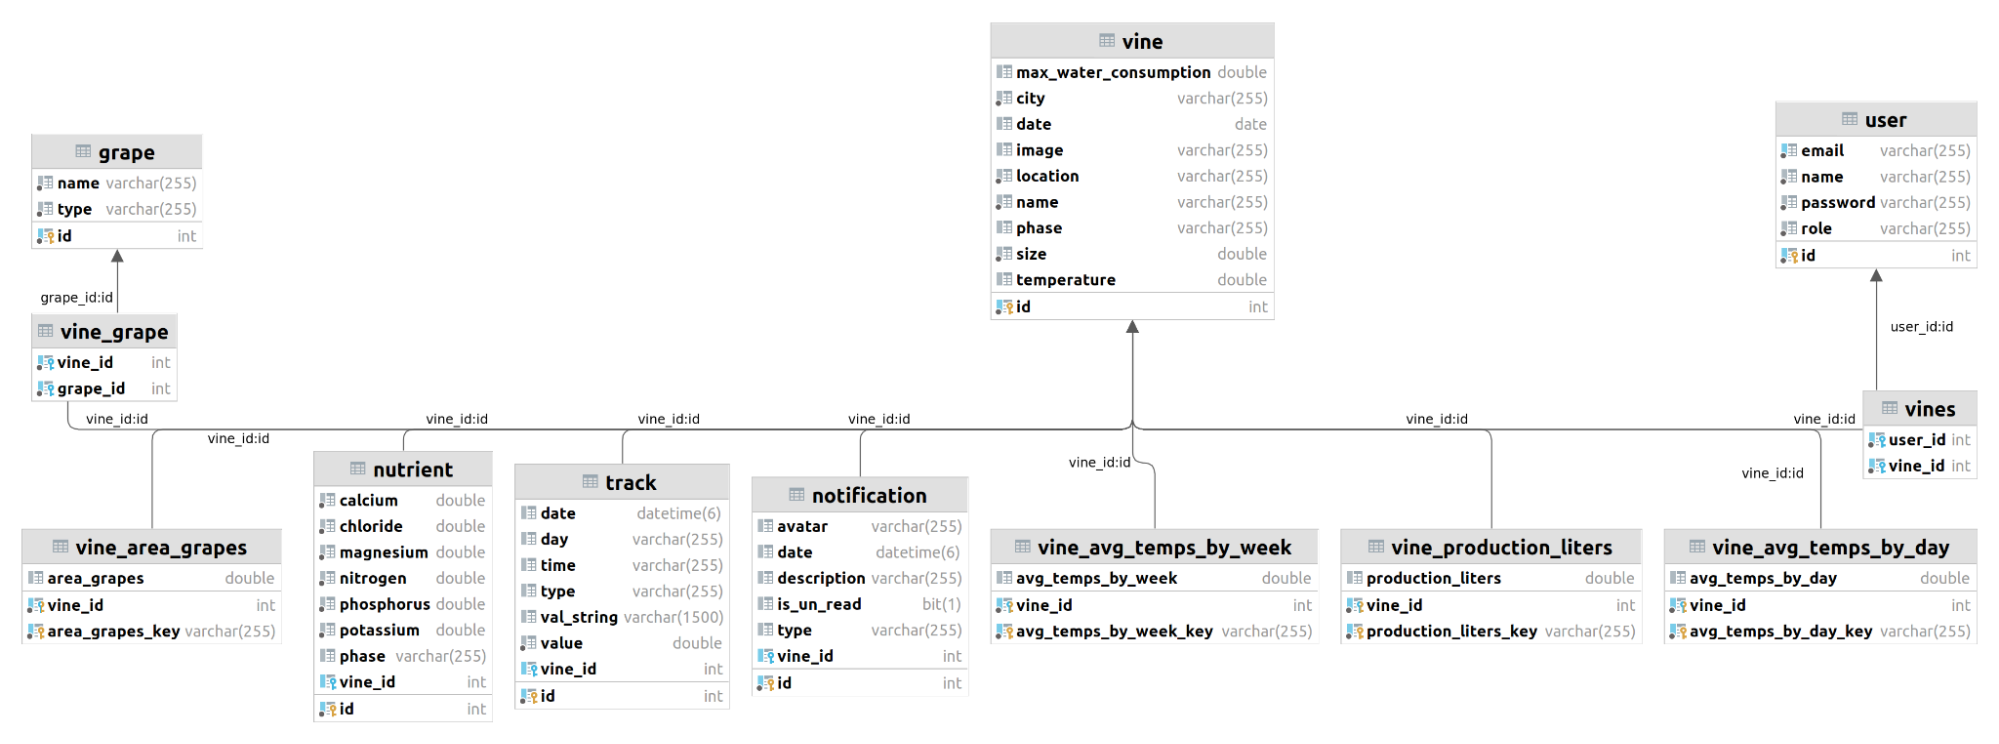 vine
max_water_consumption double
city varchar(255)
date date
image varchar(255)
location varchar(255)
name varchar(255)
phase varchar(255)
size double
temperature double
id int
user
email varchar(255)
name varchar(255)
password varchar(255)
role varchar(255)
id int
grape
name varchar(255)
type varchar(255)
id int
grape_id:id
user_id:id
vine_grape
vine_id int
grape_id int
vines
user_id int
vine_id int
vine_id:id
vine_id:id
vine_id:id
vine_id:id
vine_id:id
vine_id:id
vine_id:id
vine_id:id
vine_id:id
vine_area_grapes
area_grapes double
vine_id int
area_grapes_key varchar(255)
nutrient
calcium double
chloride double
magnesium double
nitrogen double
phosphorus double
potassium double
phase varchar(255)
vine_id int
id int
track
date datetime(6)
day varchar(255)
time varchar(255)
type varchar(255)
val_string varchar(1500)
value double
vine_id int
id int
notification
avatar varchar(255)
date datetime(6)
description varchar(255)
is_un_read bit(1)
type varchar(255)
vine_id int
id int
vine_avg_temps_by_week
avg_temps_by_week double
vine_id int
avg_temps_by_week_key varchar(255)
vine_production_liters
production_liters double
vine_id int
production_liters_key varchar(255)
vine_avg_temps_by_day
avg_temps_by_day double
vine_id int
avg_temps_by_day_key varchar(255)